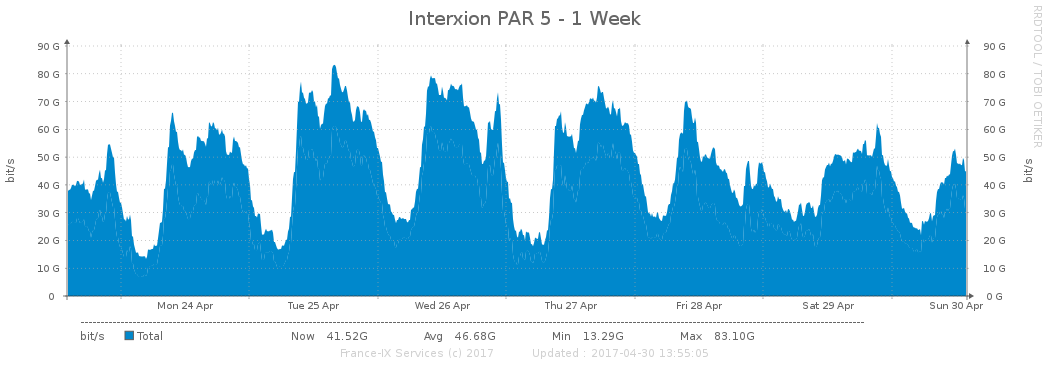 Interxion PAR 5 - 1 Week
RRDTOOL / TOBI OETIKER
bit/s
bit/s
90 G 90 G
80 G 80 G
70 G 70 G
60 G 60 G
50 G 50 G
40 G 40 G
30 G 30 G
20 G 20 G
10 G 10 G
0 0 G
Mon 24 Apr Tue 25 Apr Wed 26 Apr Thu 27 Apr Fri 28 Apr Sat 29 Apr Sun 30 Apr
bit/s Total Now 41.52G Avg 46.68G Min 13.29G Max 83.10G
France-IX Services (c) 2017 Updated : 2017-04-30 13:55:05